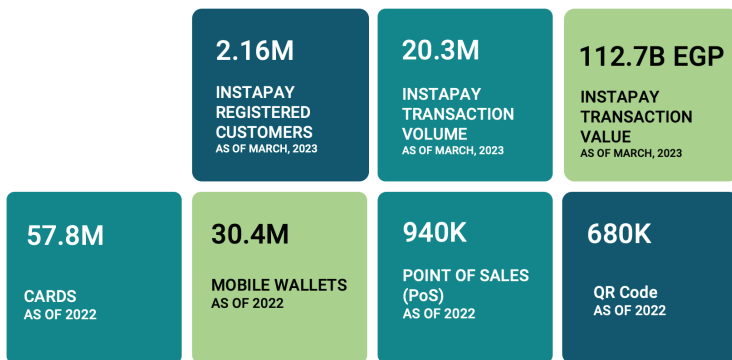 2.16M
INSTAPAY
REGISTERED
CUSTOMERS
AS OF MARCH, 2023
20.3M
INSTAPAY
TRANSACTION
VOLUME
AS OF MARCH, 2023
112.7B EGP
INSTAPAY
TRANSACTION
VALUE
AS OF MARCH, 2023
57.8M
CARDS
AS OF 2022
30.4M
MOBILE WALLETS
AS OF 2022
940K
POINT OF SALES
(PoS)
AS OF 2022
680K
QR Code
AS OF 2022